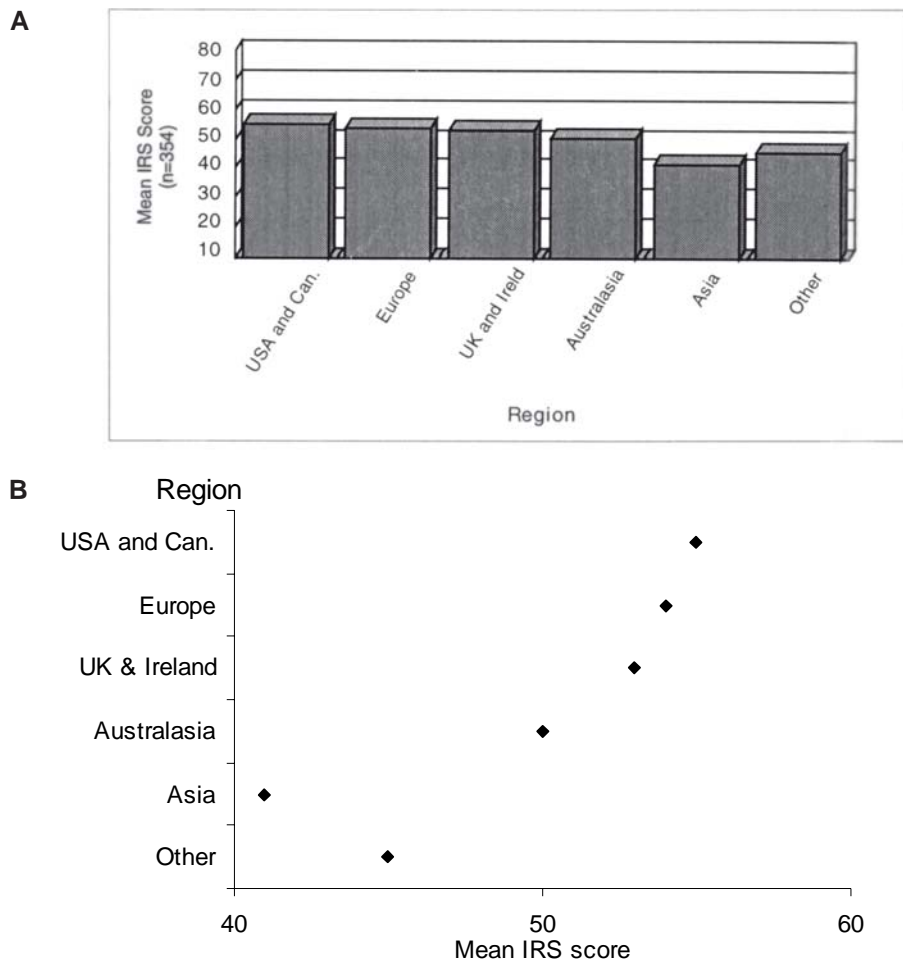 A
80
70
60
50
40
30
20
10
Mean IRS Score
(n=354)
USA and Can.
Europe
UK and Ireld
Australasia
Asia
Other
Region
B
Region
USA and Can.
Europe
UK & Ireland
Australasia
Asia
Other
40 50 60
Mean IRS score